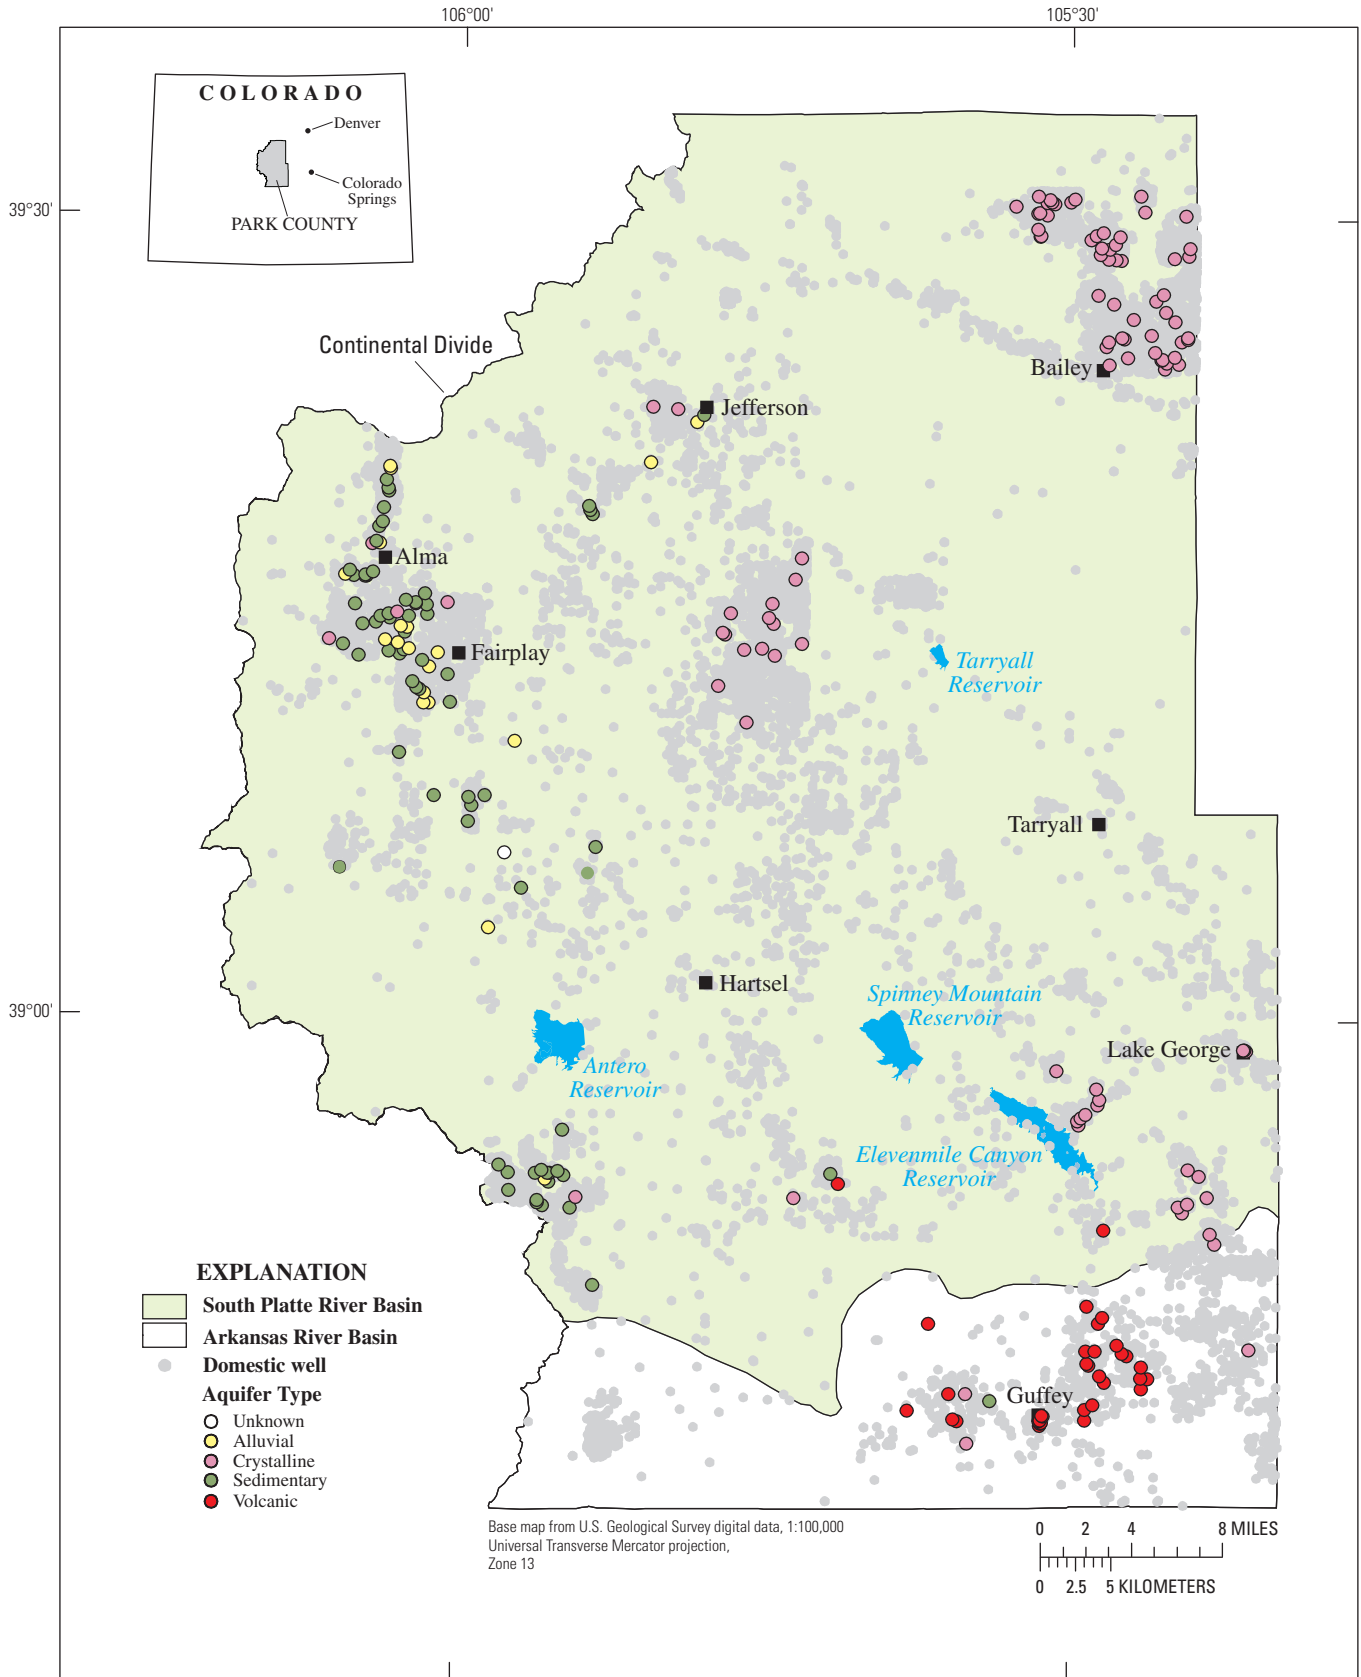 106°00'
105°30'
COLORADO
Denver
Colorado
Springs
PARK COUNTY
39°30'
Continental Divide
Bailey
Jefferson
Alma
Fairplay
Tarryall
Reservoir
Tarryall
Hartsel
Spinney Mountain
Reservoir
39°00'
Lake George
Antero
Reservoir
Elevenmile Canyon
Reservoir
EXPLANATION
South Platte River Basin
Arkansas River Basin
Domestic well
Aquifer Type
Unknown
Alluvial
Crystalline
Sedimentary
Volcanic
Guffey
Base map from U.S. Geological Survey digital data, 1:100,000
Universal Transverse Mercator projection,
Zone 13
0 2 4 8 MILES
0 2.5 5 KILOMETERS